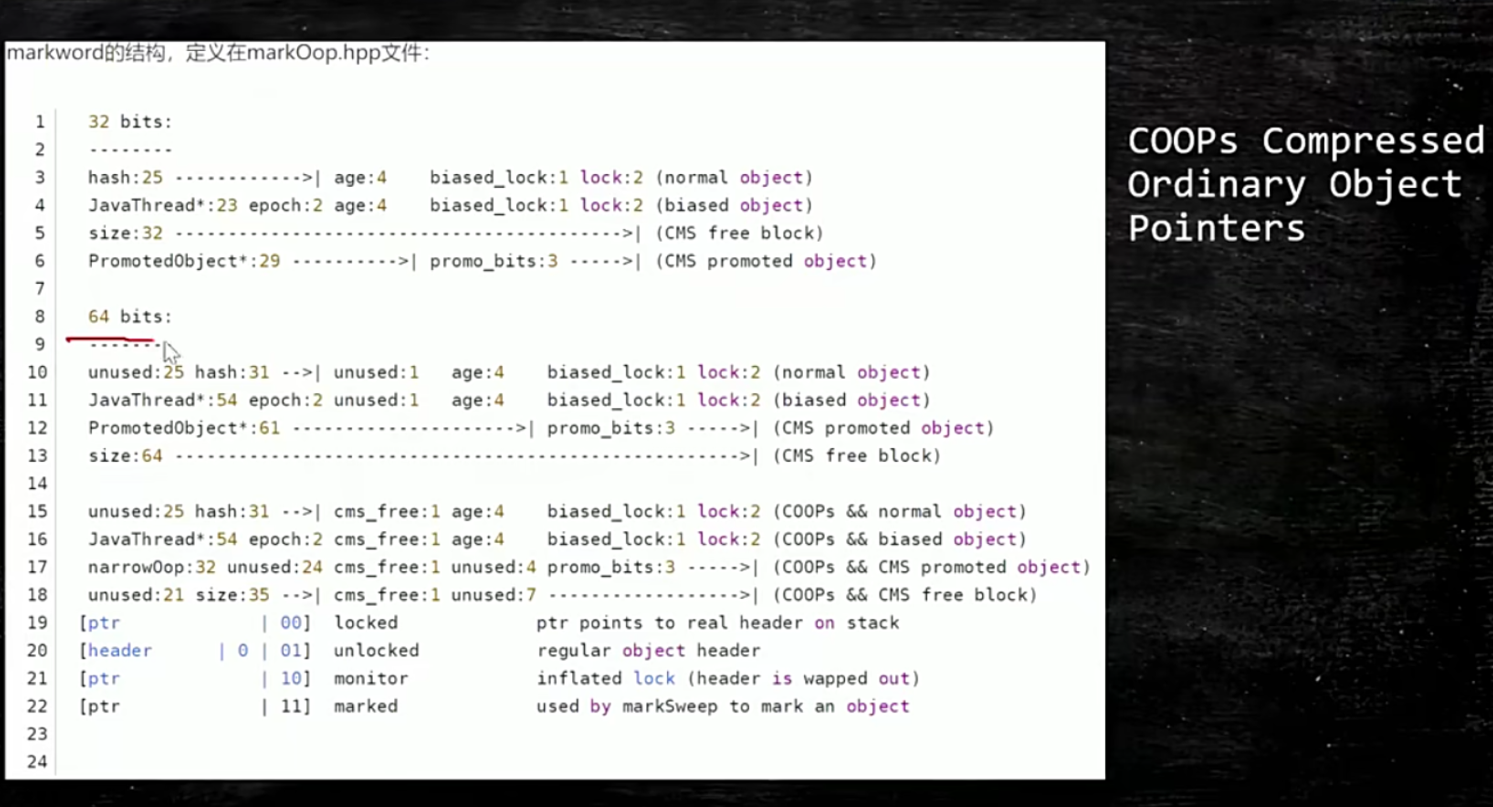 markword的结构，定义在markOop.hpp文件：
1 32 bits:
2 --------
3 hash:25 ------------>| age:4 biased_lock:1 lock:2 (normal object)
4 JavaThread*:23 epoch:2 age:4 biased_lock:1 lock:2 (biased object)
5 size:32 ------------------------------------------>| (CMS free block)
6 PromotedObject*:29 ---------->| promo_bits:3 ----->| (CMS promoted object)
7
8 64 bits:
9 --------
10 unused:25 hash:31 -->| unused:1 age:4 biased_lock:1 lock:2 (normal object)
11 JavaThread*:54 epoch:2 unused:1 age:4 biased_lock:1 lock:2 (biased object)
12 PromotedObject*:61 --------------------->| promo_bits:3 ----->| (CMS promoted object)
13 size:64 ----------------------------------------------------->| (CMS free block)
14
15 unused:25 hash:31 -->| cms_free:1 age:4 biased_lock:1 lock:2 (COOPs && normal object)
16 JavaThread*:54 epoch:2 cms_free:1 age:4 biased_lock:1 lock:2 (COOPs && biased object)
17 narrowOop:32 unused:24 cms_free:1 unused:4 promo_bits:3 ----->| (COOPs && CMS promoted object)
18 unused:21 size:35 -->| cms_free:1 unused:7 ------------------>| (COOPs && CMS free block)
19 [ptr | 00] locked ptr points to real header on stack
20 [header | 0 | 01] unlocked regular object header
21 [ptr | 10] monitor inflated lock (header is wapped out)
22 [ptr | 11] marked used by markSweep to mark an object
23
24
COOPs Compressed
Ordinary Object
Pointers